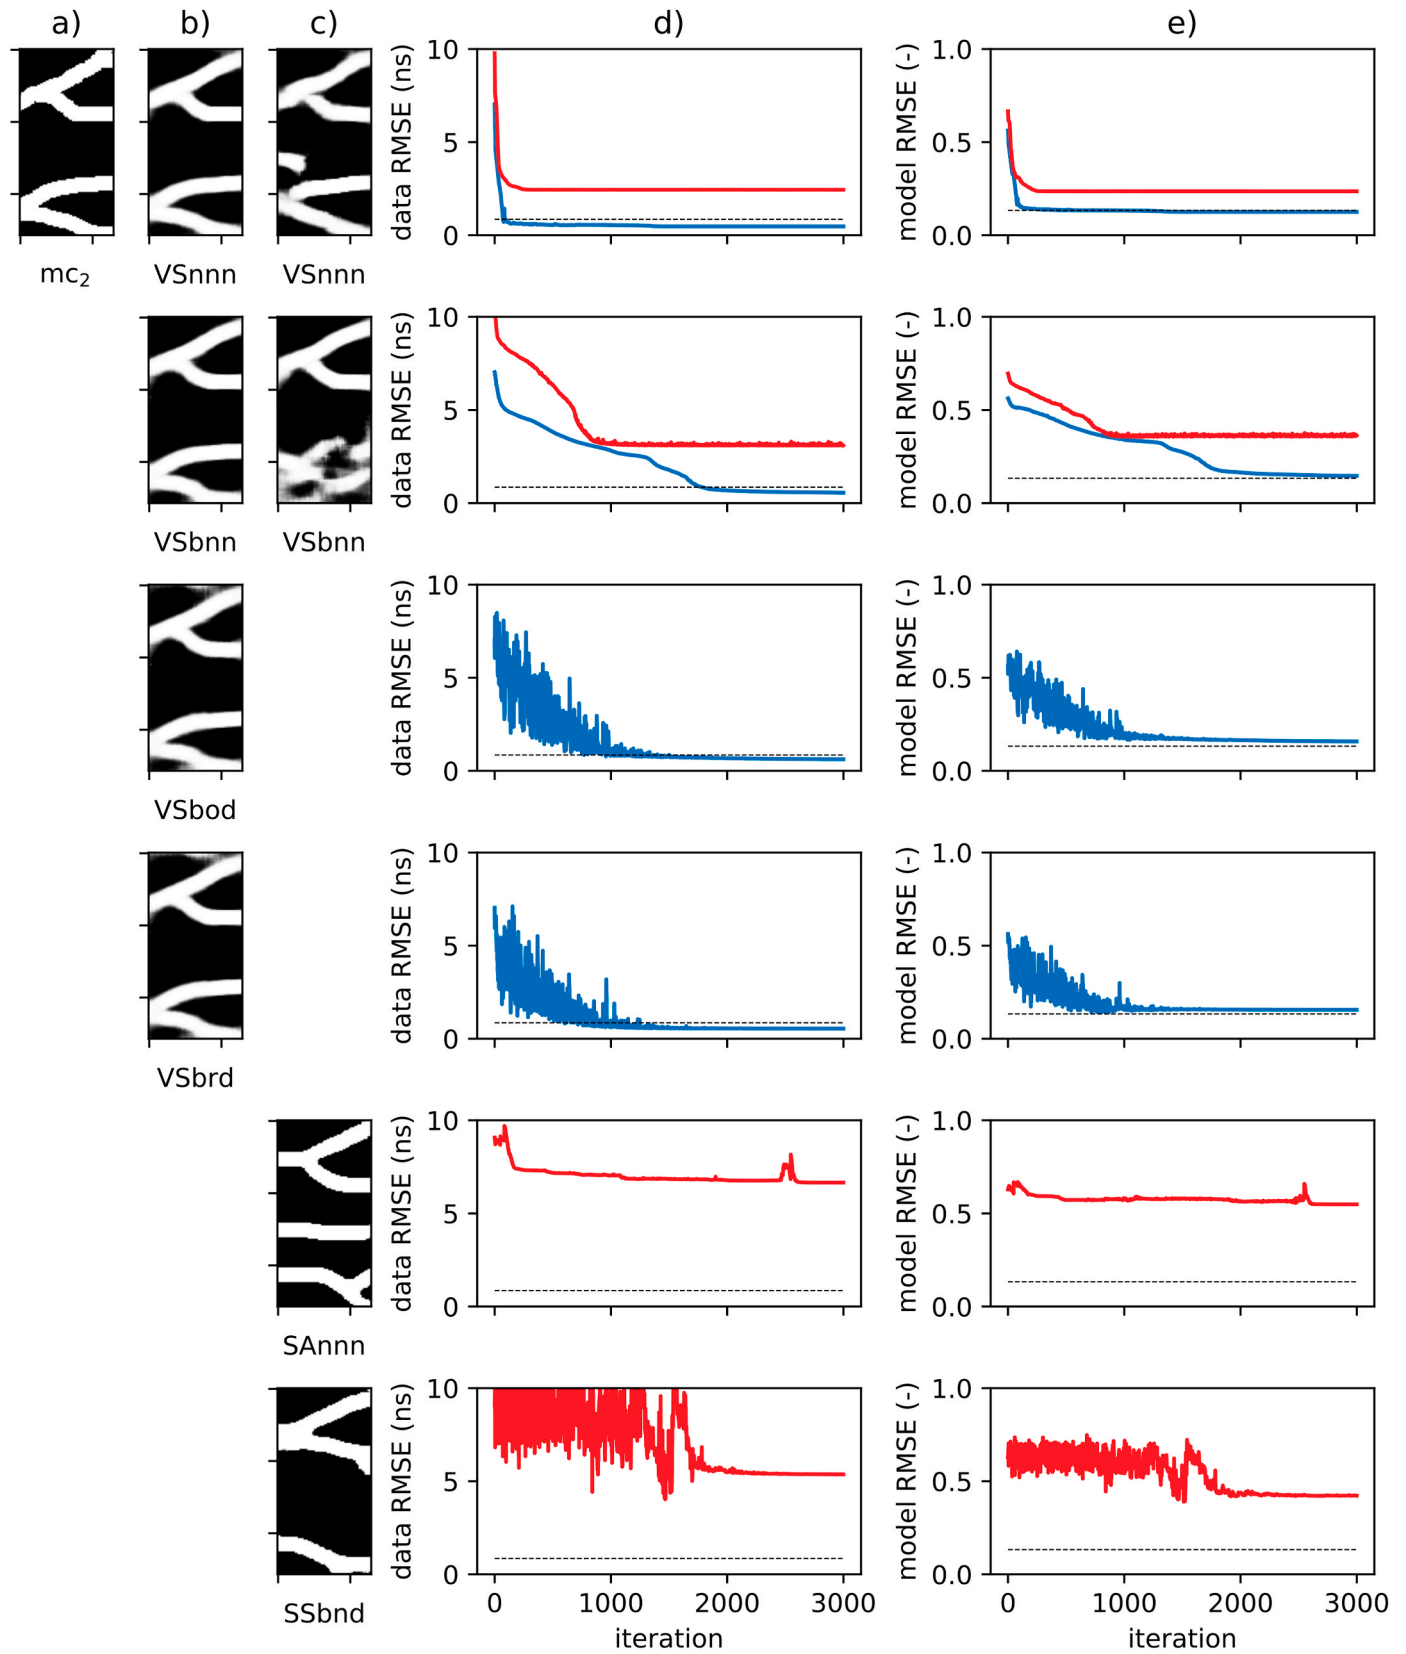 a) b) c) d) e)
10 5 0 data RMSE (ns)
1.0 0.5 0.0 model RMSE (-)
mc₂ VSnnn VSnnn
10 5 0 data RMSE (ns)
1.0 0.5 0.0 model RMSE (-)
VSbnn VSbnn
10 5 0 data RMSE (ns)
1.0 0.5 0.0 model RMSE (-)
VSbod
10 5 0 data RMSE (ns)
1.0 0.5 0.0 model RMSE (-)
VSbrd
10 5 0 data RMSE (ns)
1.0 0.5 0.0 model RMSE (-)
SAnnn
10 5 0 data RMSE (ns)
1.0 0.5 0.0 model RMSE (-)
SSbnd
0 1000 2000 3000
0 1000 2000 3000
iteration iteration